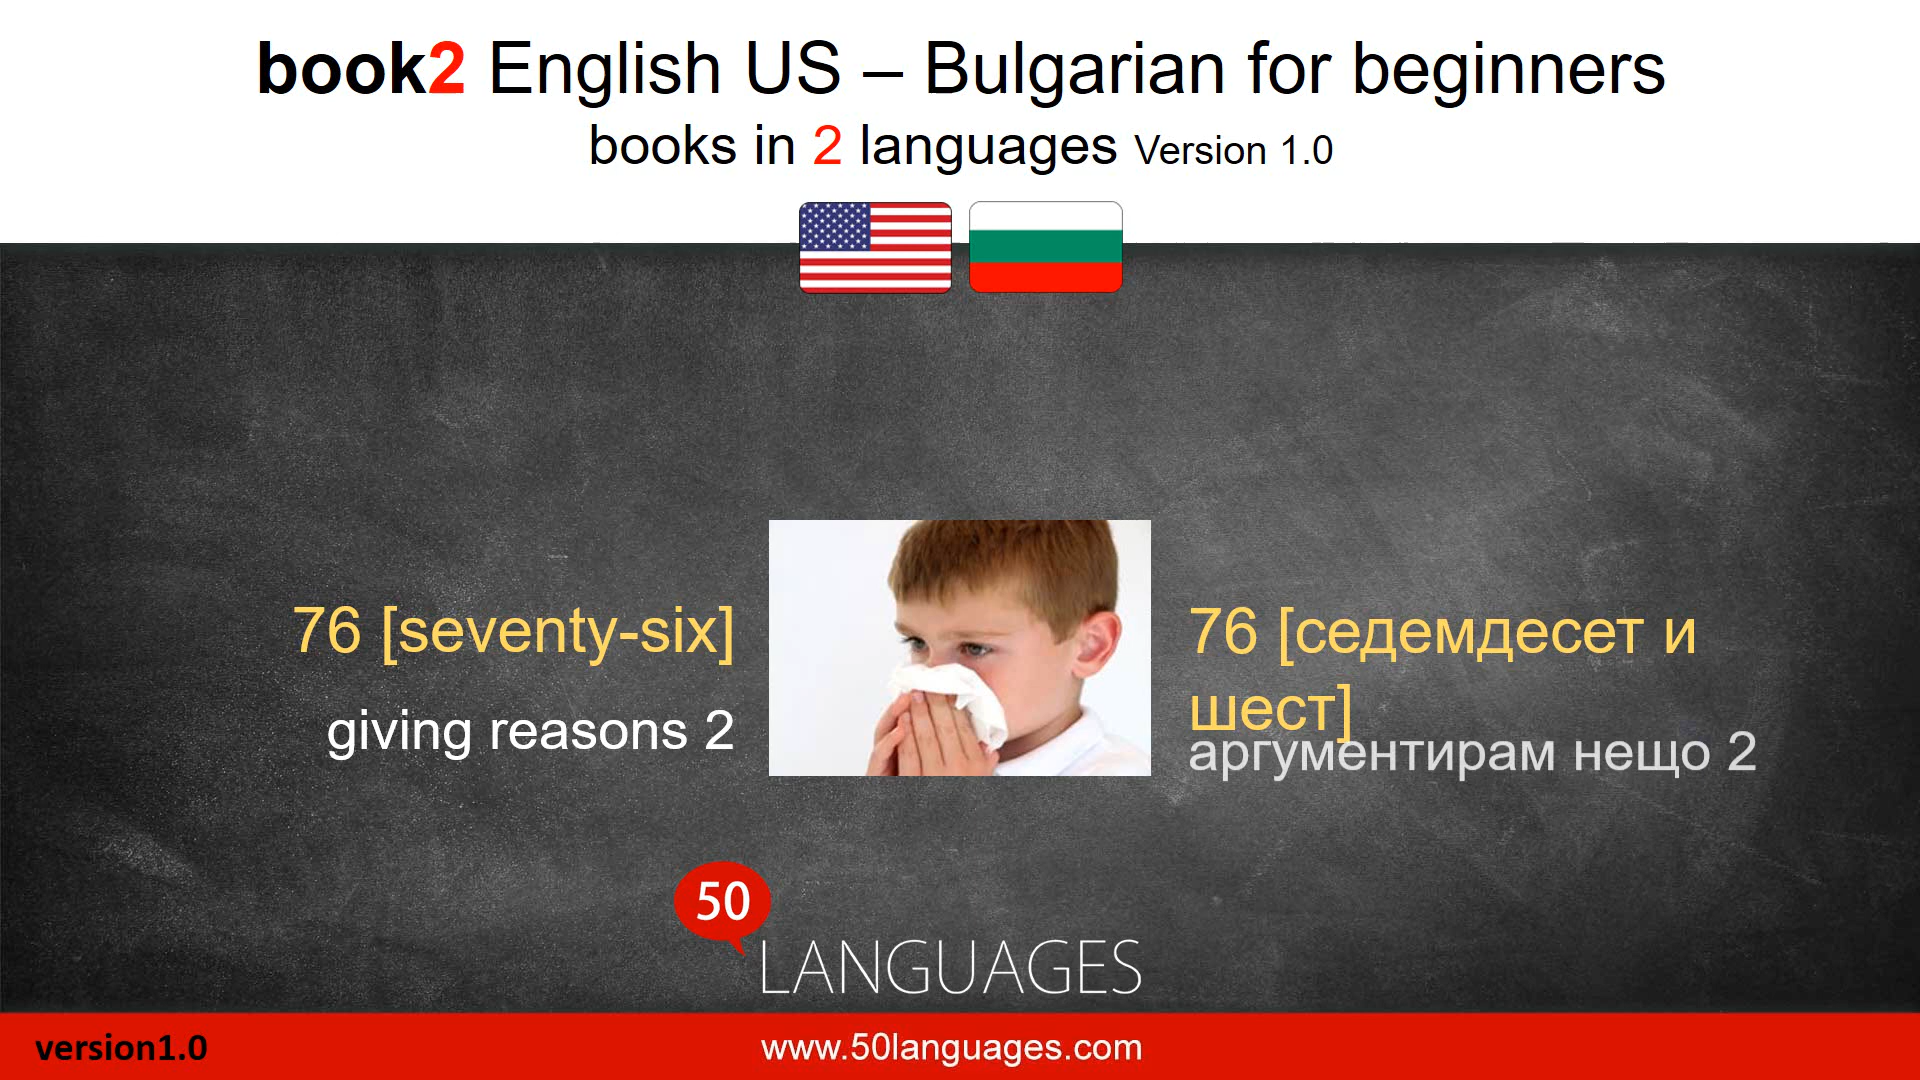 book2 English US – Bulgarian for beginners
books in 2 languages Version 1.0
76 [seventy-six]
giving reasons 2
76 [седемдесет и
шест]
аргументирам нещо 2
50
LANGUAGES
version1.0
www.50languages.com